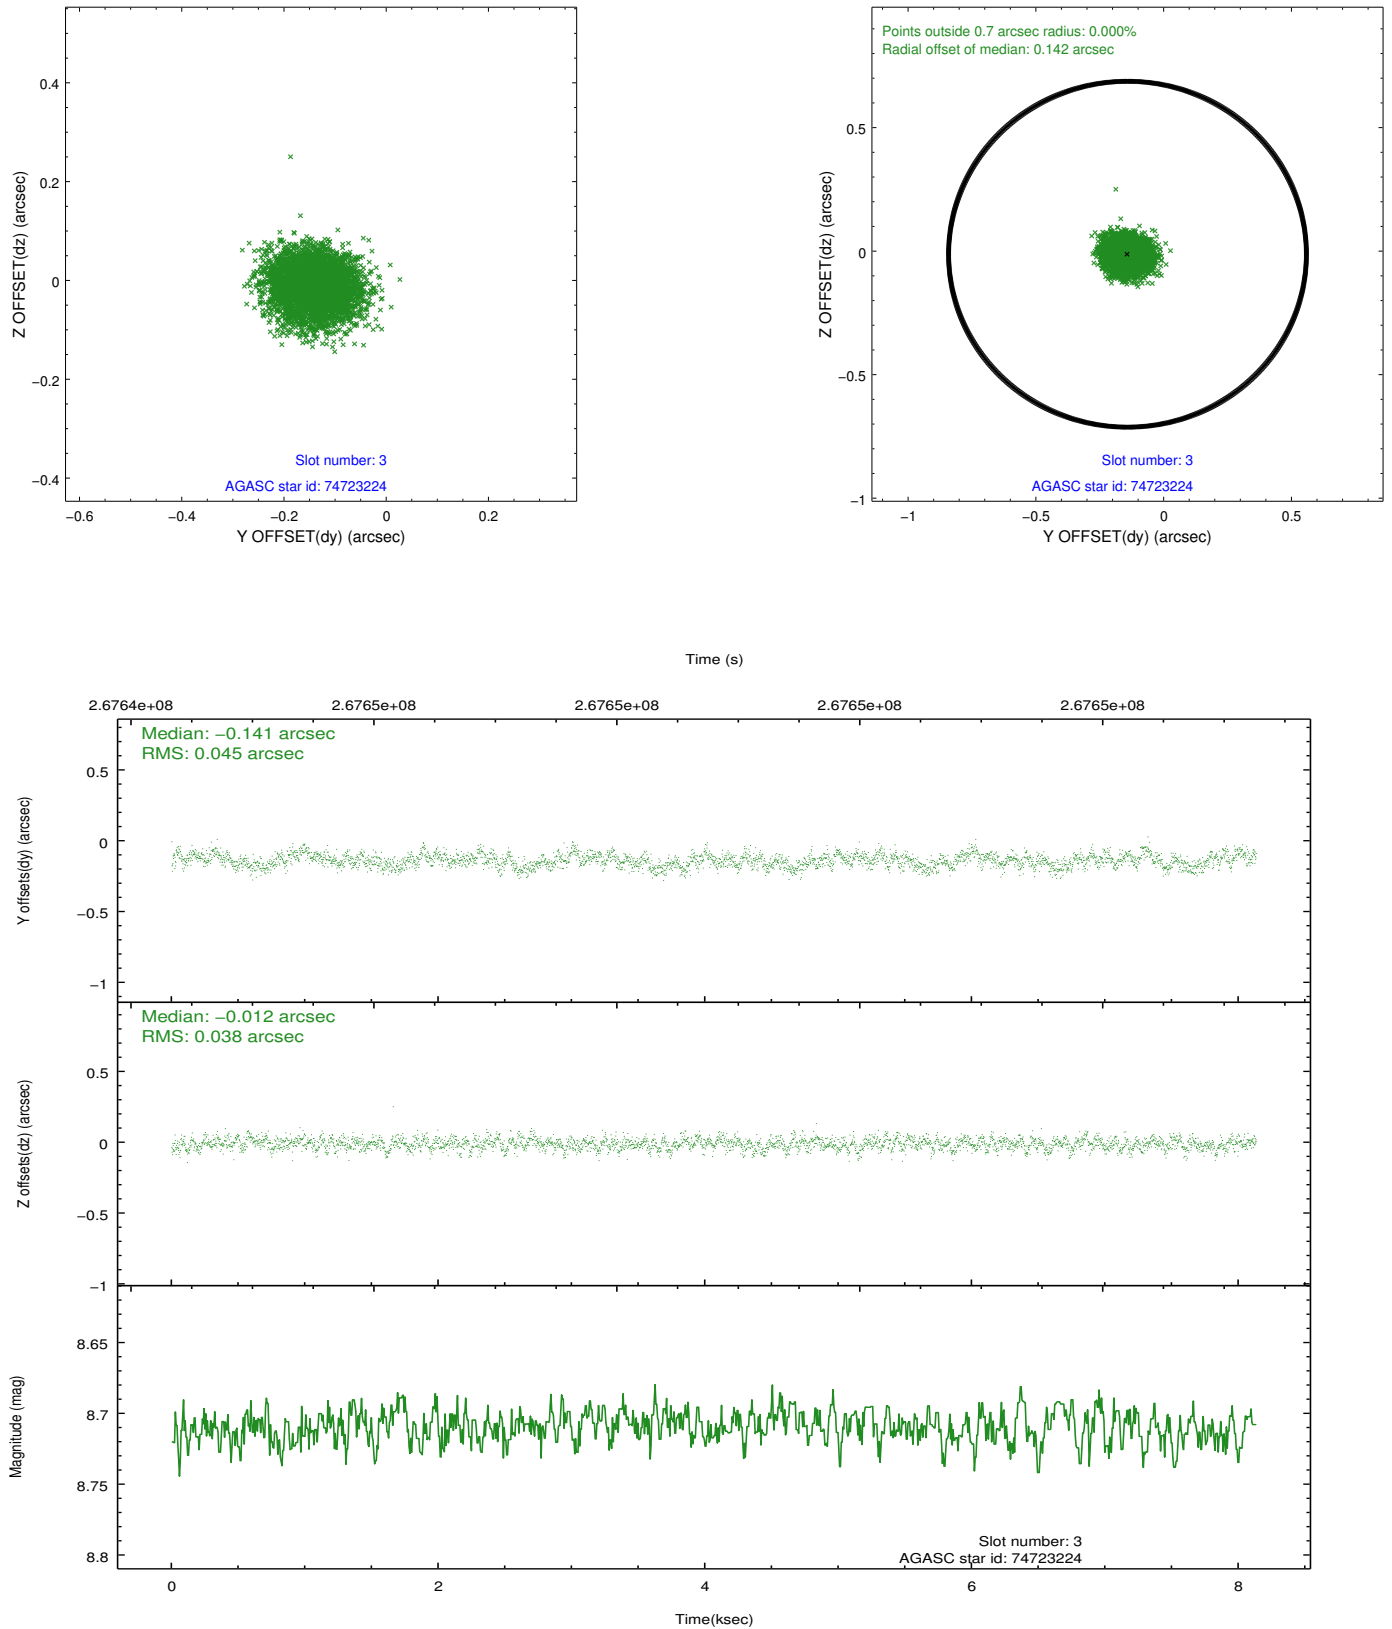 0.4
0.2
0
−0.2
−0.4
Z OFFSET(dz) (arcsec)
Slot number: 3
AGASC star id: 74723224
−0.6 −0.4 −0.2 0 0.2
Y OFFSET(dy) (arcsec)
Points outside 0.7 arcsec radius: 0.000%
Radial offset of median: 0.142 arcsec
0.5
0
−0.5
−1
Z OFFSET(dz) (arcsec)
Slot number: 3
AGASC star id: 74723224
−1 −0.5 0 0.5
Y OFFSET(dy) (arcsec)
Time (s)
2.6764e+08 2.6765e+08 2.6765e+08 2.6765e+08 2.6765e+08
Median: −0.141 arcsec
RMS: 0.045 arcsec
0.5
0
−0.5
−1
Y offsets(dy) (arcsec)
Median: −0.012 arcsec
RMS: 0.038 arcsec
0.5
0
−0.5
−1
Z offsets(dz) (arcsec)
8.65
8.7
8.75
8.8
Magnitude (mag)
Slot number: 3
AGASC star id: 74723224
0 2 4 6 8
Time(ksec)